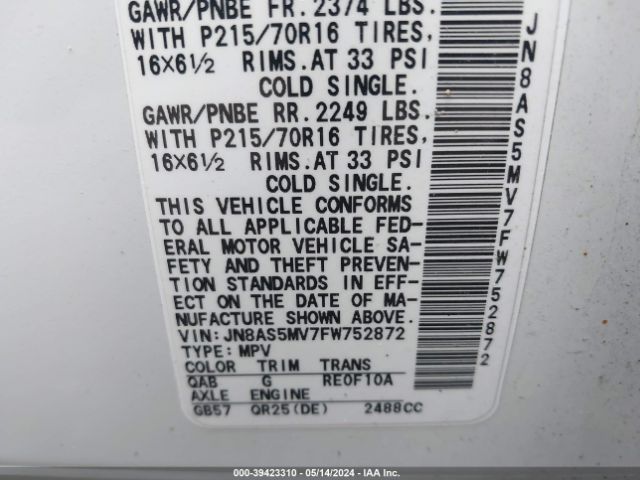 GAWR/PNBE FR. 2374 LBS.
WITH P215/70R16 TIRES,
16X6½ RIMS. AT 33 PSI
COLD SINGLE.
GAWR/PNBE RR. 2249 LBS.
WITH P215/70R16 TIRES,
16X6½ RIMS. AT 33 PSI
COLD SINGLE.
THIS VEHICLE CONFORMS
TO ALL APPLICABLE FED-
ERAL MOTOR VEHICLE SA-
FETY AND THEFT PREVEN-
TION STANDARDS IN EFF-
ECT ON THE DATE OF MA-
NUFACTURE SHOWN ABOVE.
VIN: JN8AS5MV7FW752872
TYPE: MPV
COLOR TRIM TRANS
QAB G RE0F10A
AXLE ENGINE
GB57 QR25(DE) 2488CC
JN8AS5MV7FW752872
000-39423310 - 05/14/2024 - IAA Inc.